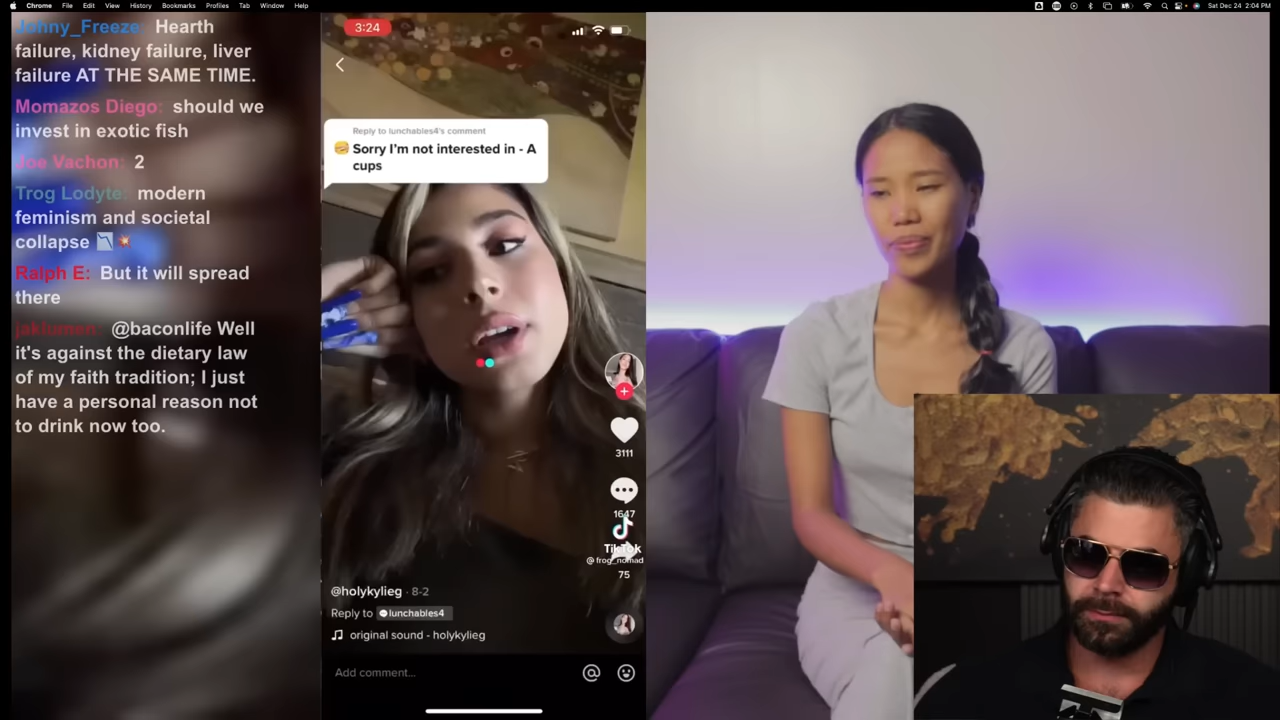 Chrome File Edit View History Bookmarks Profiles Tab Window Help
Sat Dec 24 2:04 PM
Johny_Freeze: Hearth
failure, kidney failure, liver
failure AT THE SAME TIME.
Momazos Diego: should we
invest in exotic fish
Joe Vachon: 2
Trog Lodyte: modern
feminism and societal
collapse
Ralph E: But it will spread
there
jaklumen: @baconlife Well
it's against the dietary law
of my faith tradition; I just
have a personal reason not
to drink now too.
3:24
Reply to lunchables4's comment
Sorry I'm not interested in - A
cups
3111
1647
TikTok
@frog_nomad
75
@holykylieg · 8-2
Reply to lunchables4
original sound - holykylieg
Add comment...